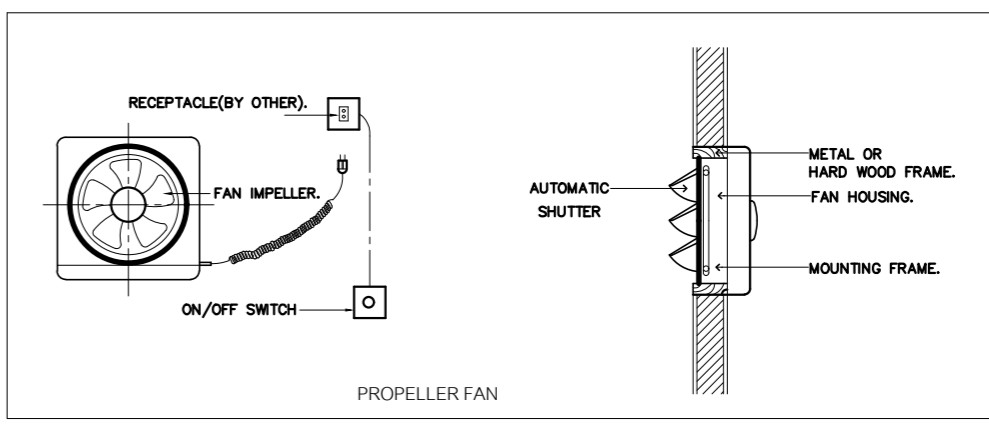 RECEPTACLE(BY OTHER).
FAN IMPELLER.
ON/OFF SWITCH
AUTOMATIC
SHUTTER
METAL OR
HARD WOOD FRAME.
FAN HOUSING.
MOUNTING FRAME.
PROPELLER FAN